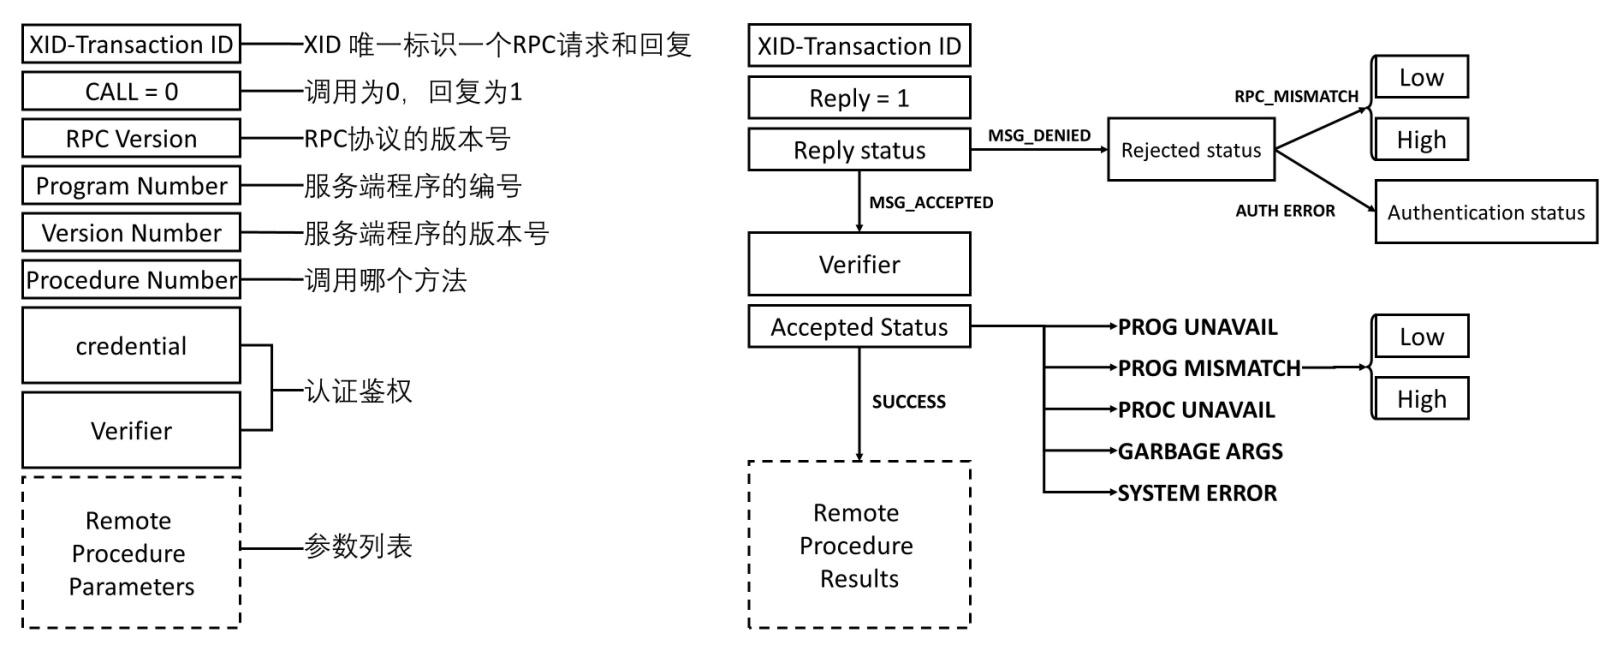 XID-Transaction ID
XID 唯一标识一个RPC请求和回复
CALL = 0
调用为0，回复为1
RPC Version
RPC协议的版本号
Program Number
服务端程序的编号
Version Number
服务端程序的版本号
Procedure Number
调用哪个方法
credential
Verifier
认证鉴权
Remote
Procedure
Parameters
参数列表
XID-Transaction ID
Reply = 1
Reply status
MSG_DENIED
Rejected status
RPC_MISMATCH
Low
High
AUTH ERROR
Authentication status
MSG_ACCEPTED
Verifier
Accepted Status
PROG UNAVAIL
PROG MISMATCH
Low
High
PROC UNAVAIL
GARBAGE ARGS
SYSTEM ERROR
SUCCESS
Remote
Procedure
Results